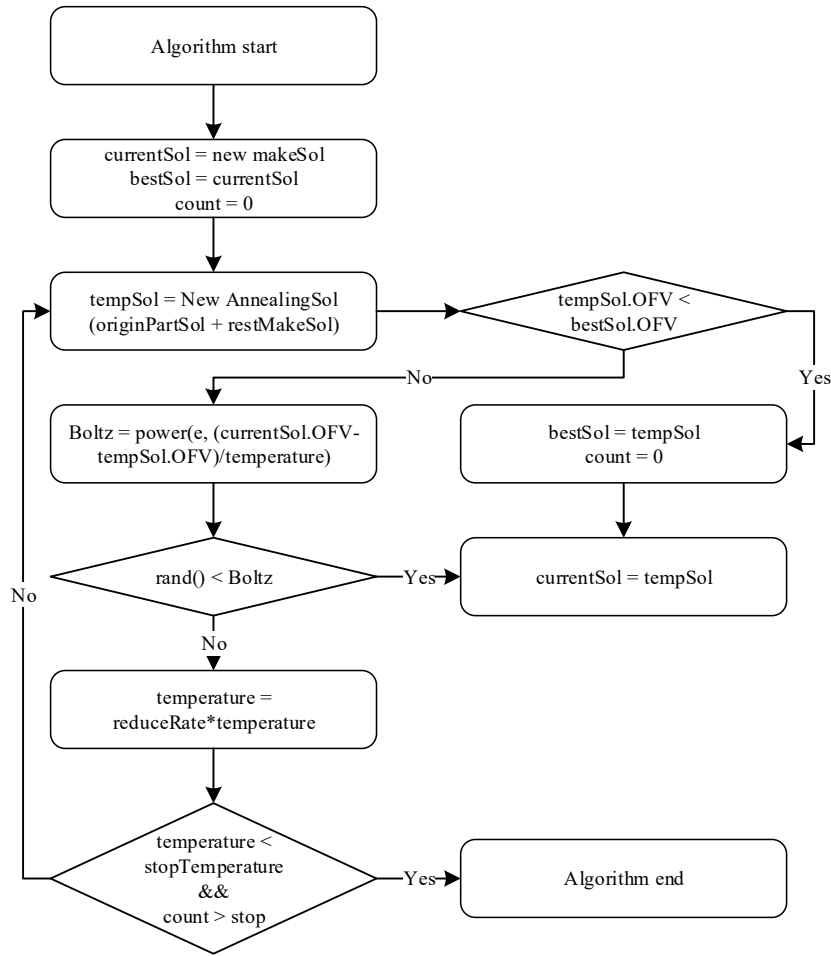 Algorithm start
currentSol = new makeSol
bestSol = currentSol
count = 0
tempSol = New AnnealingSol
(originPartSol + restMakeSol)
tempSol.OFV <
bestSol.OFV
No
Yes
Boltz = power(e, (currentSol.OFV-
tempSol.OFV)/temperature)
bestSol = tempSol
count = 0
rand() < Boltz
Yes
currentSol = tempSol
No
No
temperature =
reduceRate*temperature
temperature <
stopTemperature
&&
count > stop
Yes
Algorithm end